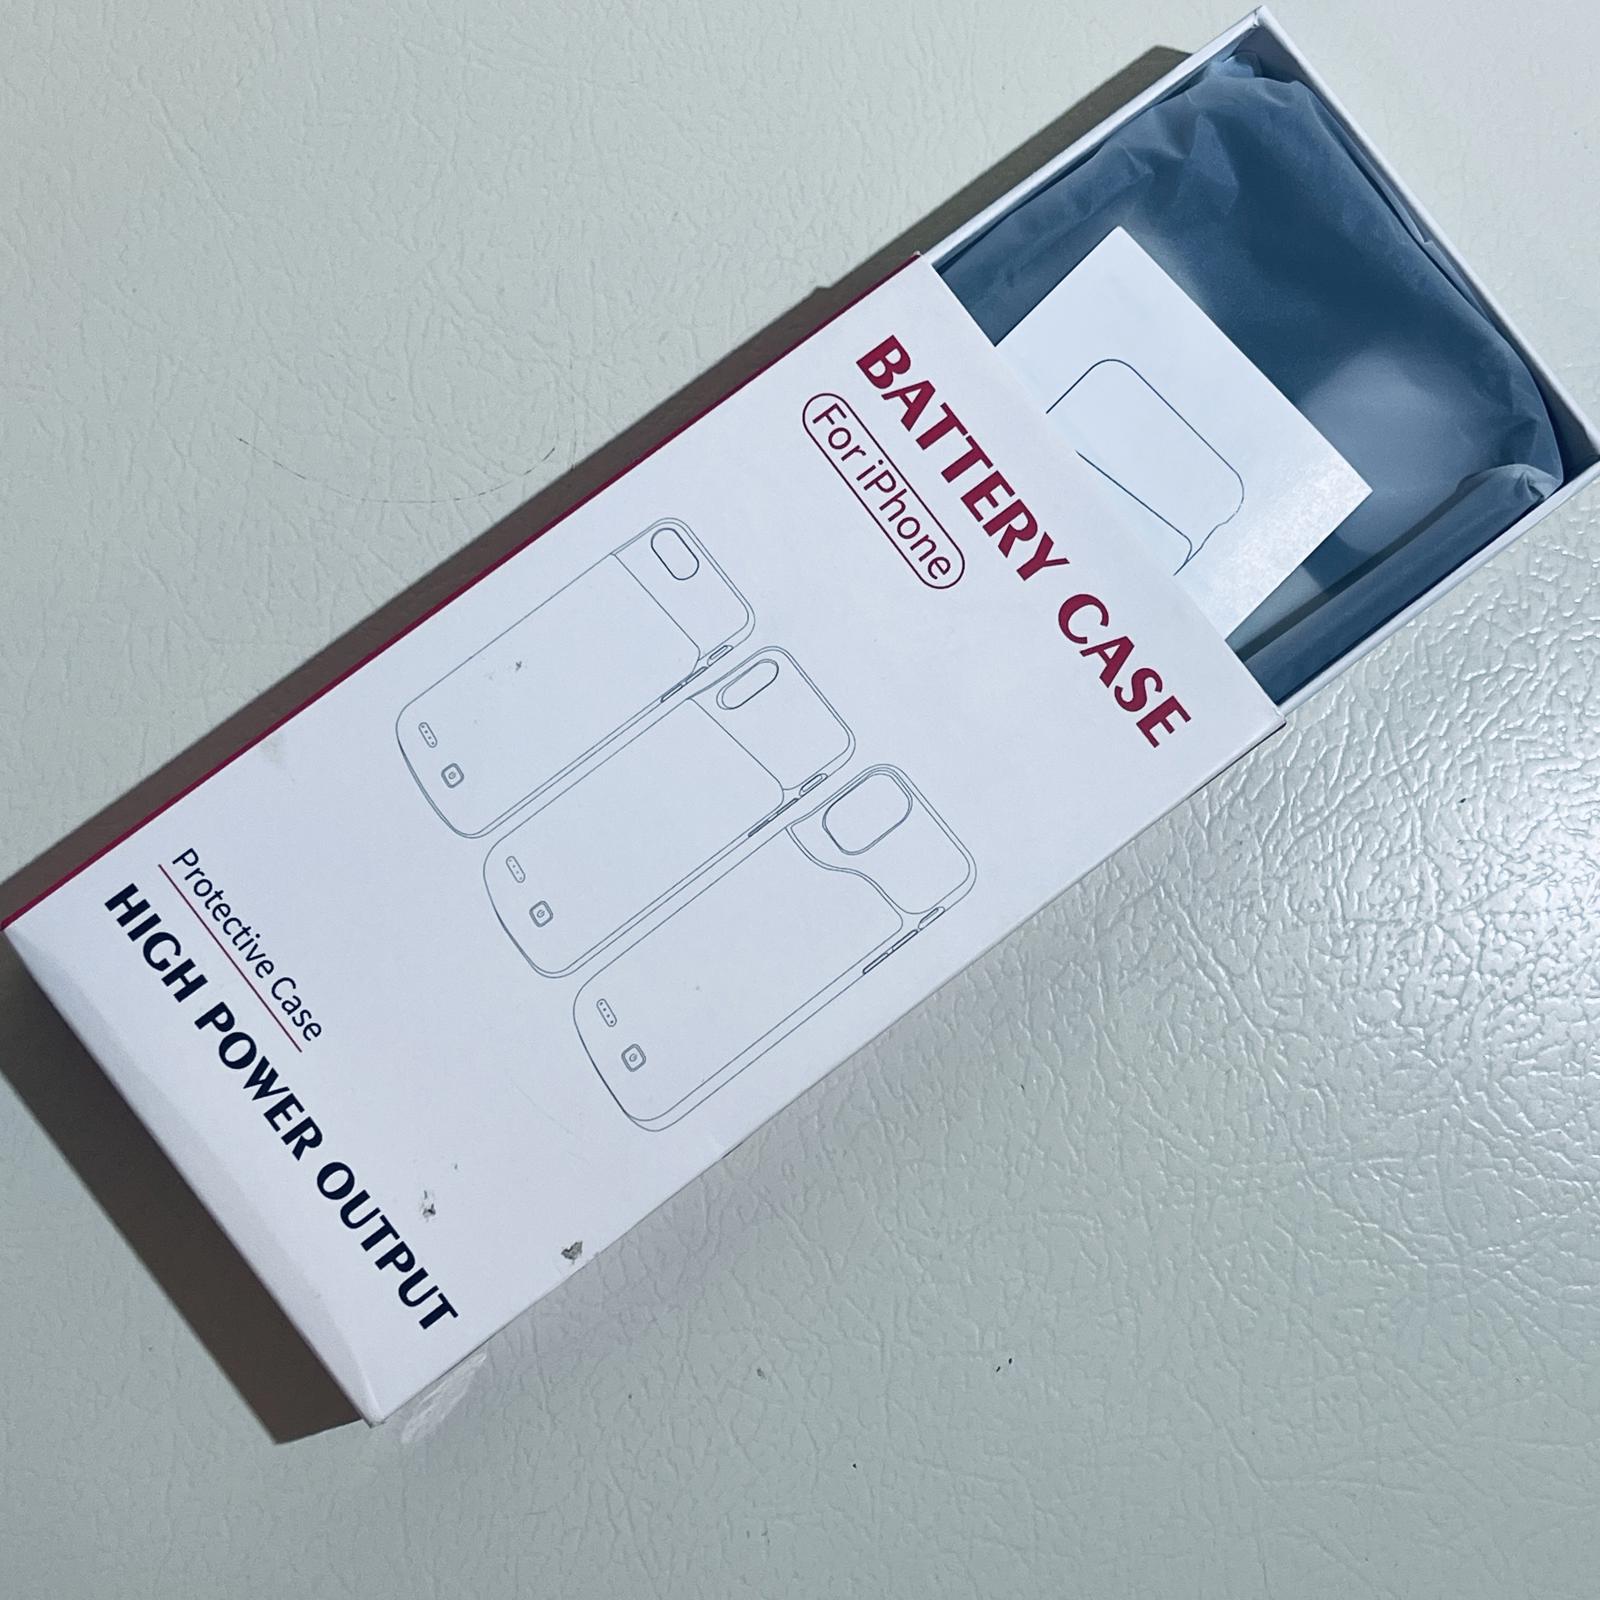 BATTERY CASE
For iPhone
Protective Case
HIGH POWER OUTPUT